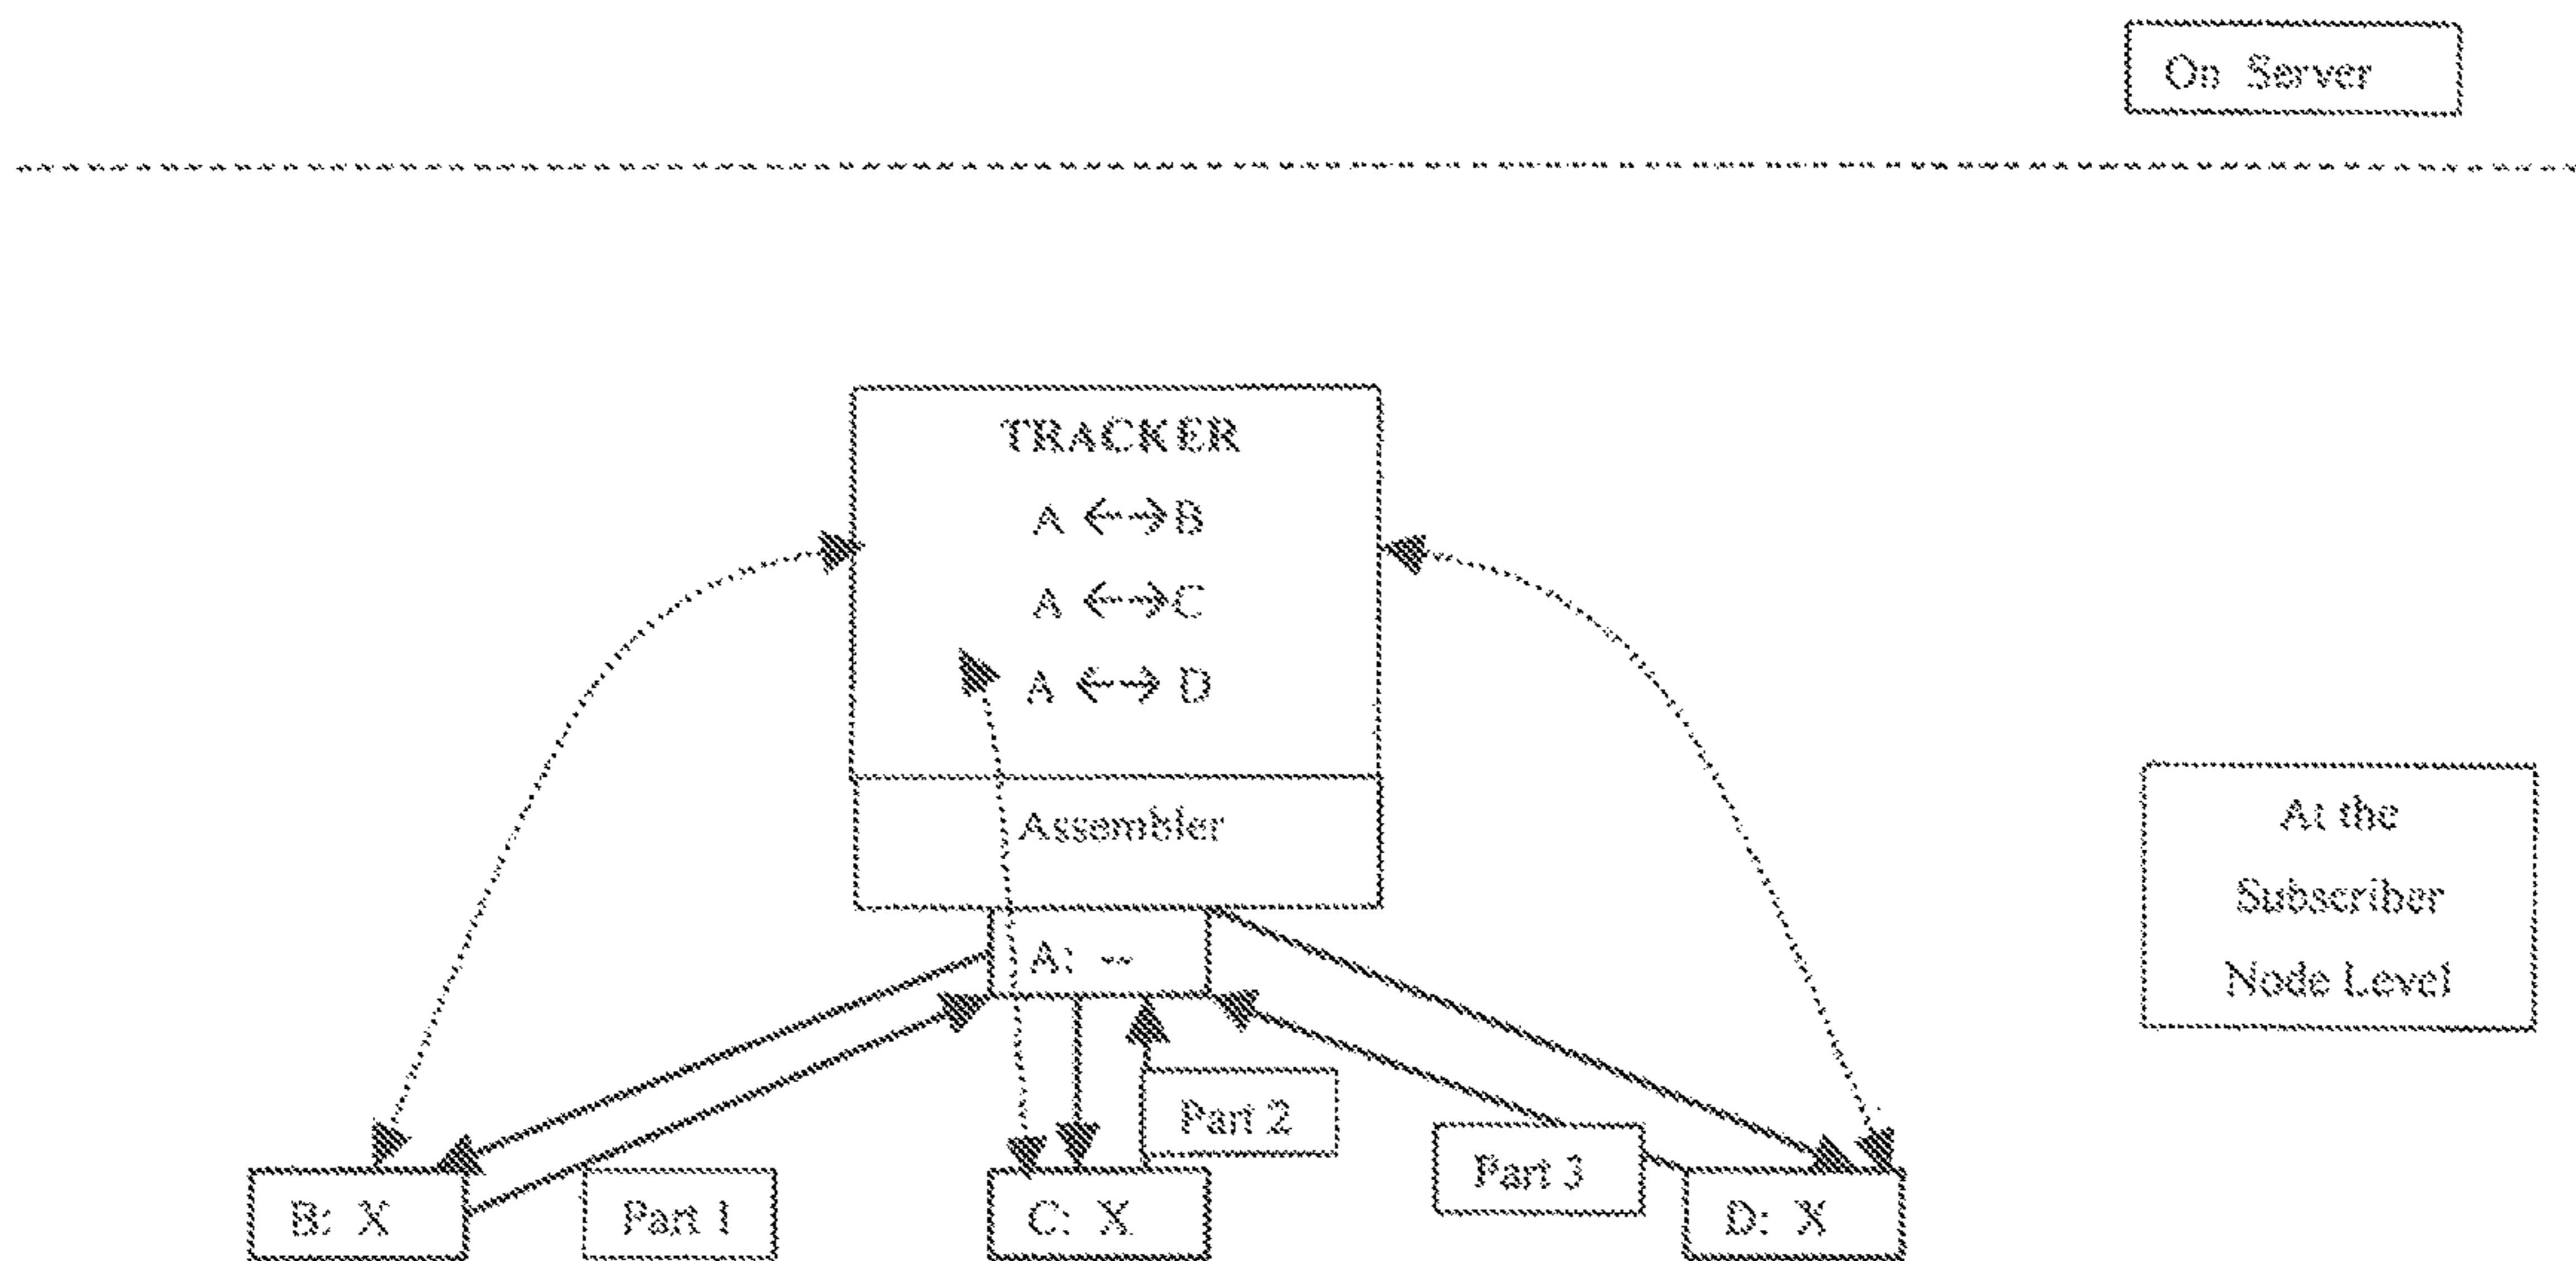 On Server
TRACKER
A <-->B
A <-->C
A <--> D
Assembler
At the
Subscriber
Node Level
A: --
Part 2
Part 3
B: X
Part 1
C: X
D: X